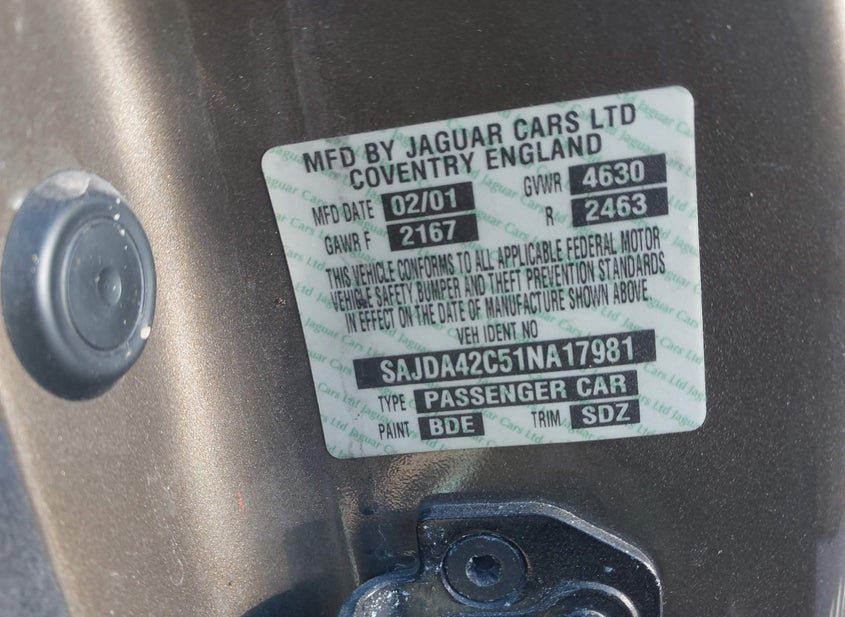 MFD BY JAGUAR CARS LTD
COVENTRY ENGLAND
MFD DATE 02/01 GVWR 4630
GAWR F 2167 R 2463
THIS VEHICLE CONFORMS TO ALL APPLICABLE FEDERAL MOTOR
VEHICLE SAFETY, BUMPER AND THEFT PREVENTION STANDARDS
IN EFFECT ON THE DATE OF MANUFACTURE SHOWN ABOVE.
VEH IDENT NO
SAJDA42C51NA17981
TYPE PASSENGER CAR
PAINT BDE TRIM SDZ